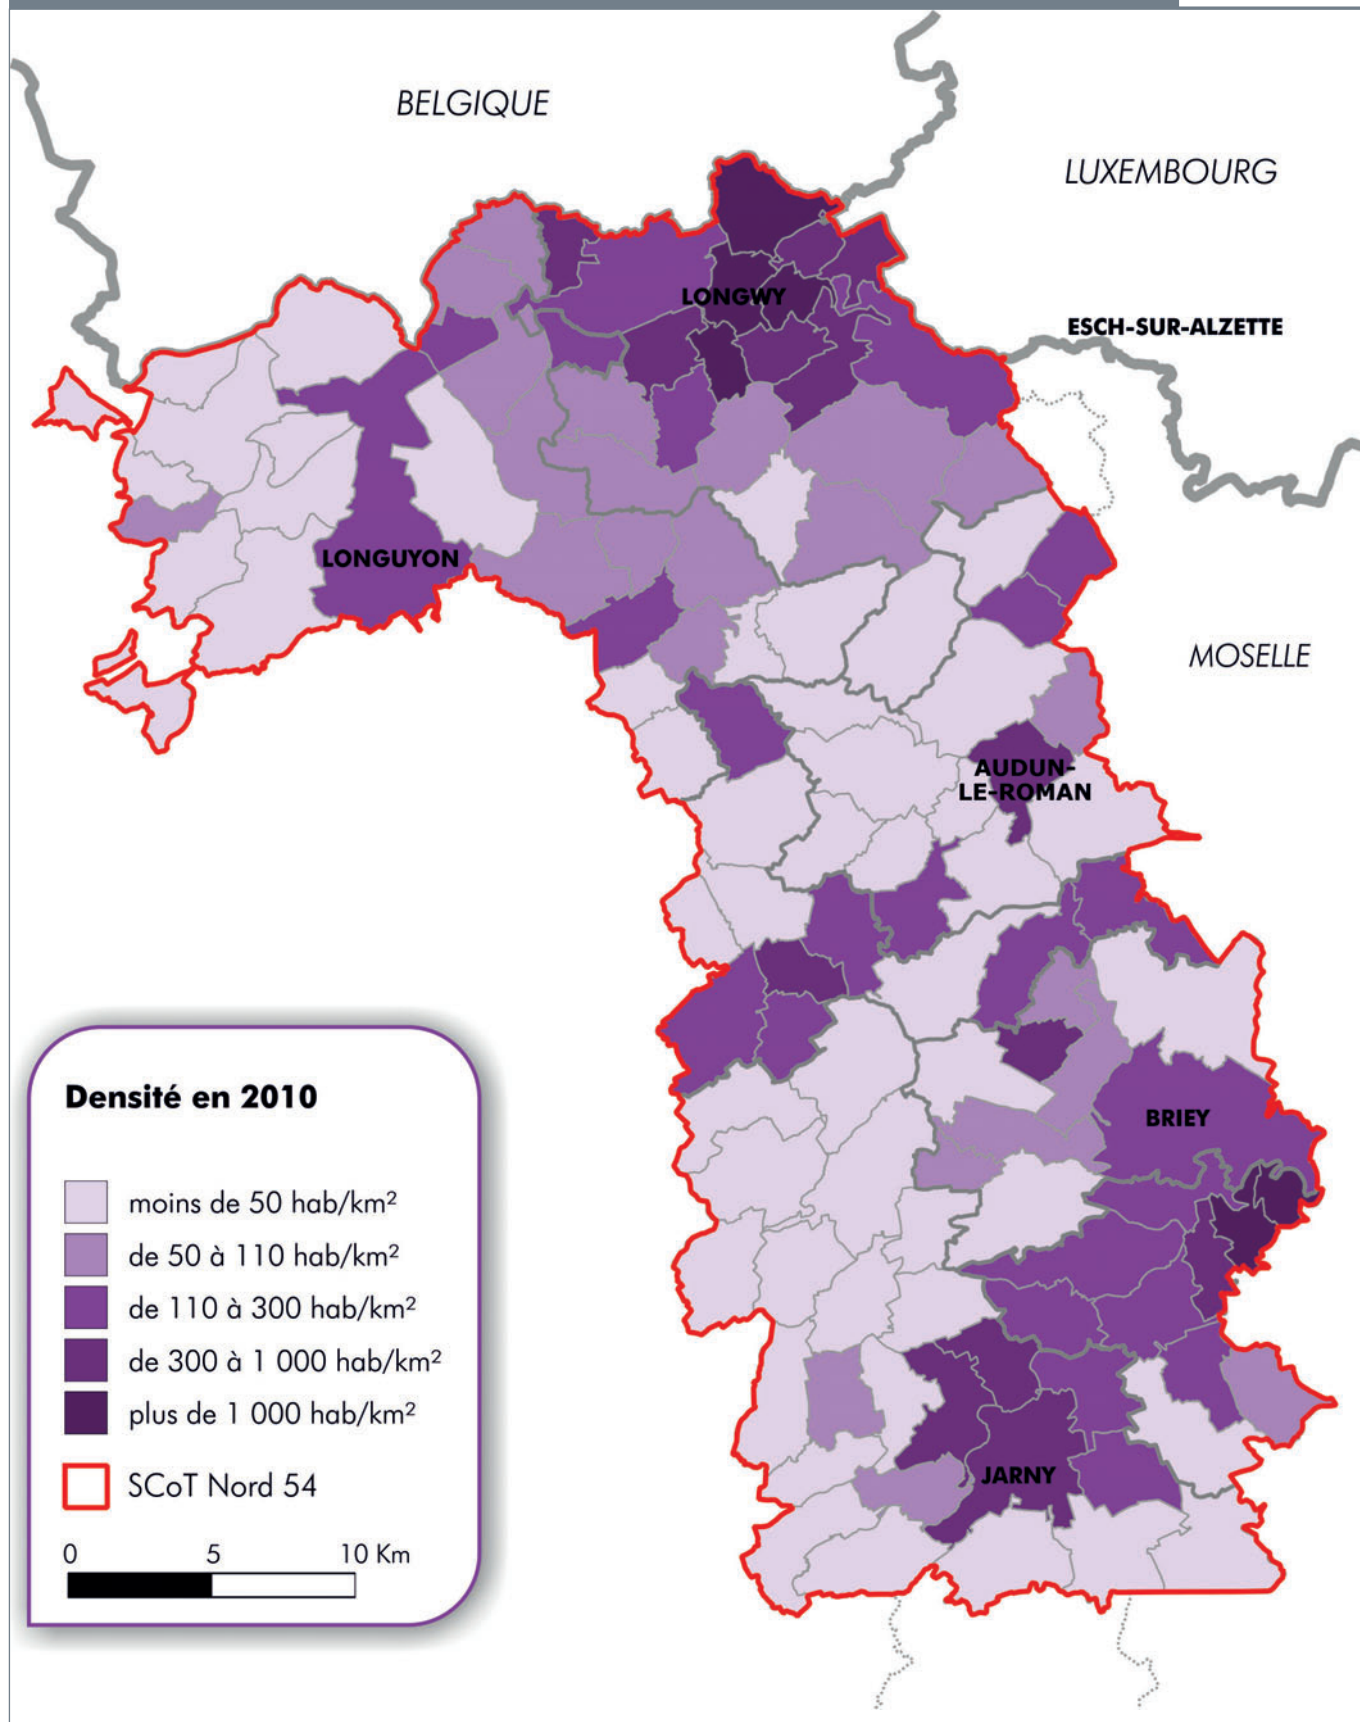 BELGIQUE
LUXEMBOURG
LONGWY
ESCH-SUR-ALZETTE
LONGUYON
MOSELLE
AUDUN-
LE-ROMAN
BRIEY
JARNY
Densité en 2010
moins de 50 hab/km²
de 50 à 110 hab/km²
de 110 à 300 hab/km²
de 300 à 1 000 hab/km²
plus de 1 000 hab/km²
SCoT Nord 54
0 5 10 Km